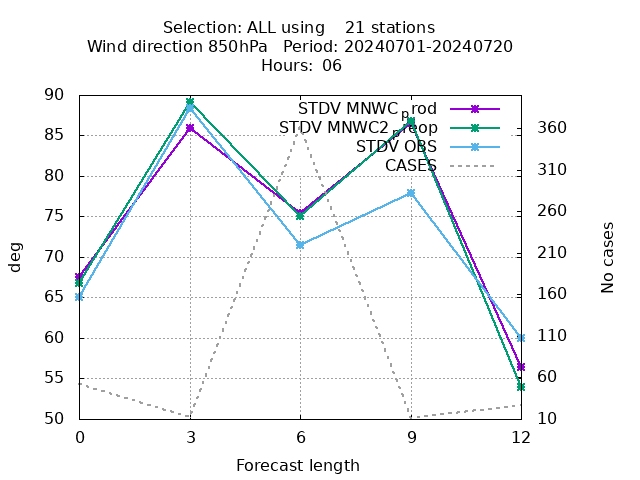 Selection: ALL using    21 stations
Wind direction 850hPa   Period: 20240701-20240720
Hours: 06
STDV MNWC_prod
STDV MNWC2_preop
STDV OBS
CASES
90
85
80
75
70
65
60
55
50
deg
360
310
260
210
160
110
60
10
No cases
0 3 6 9 12
Forecast length